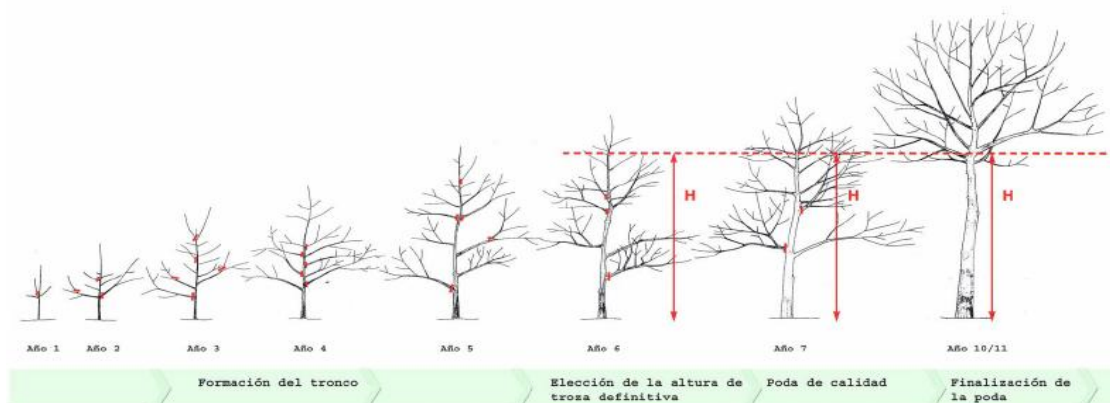 H
H
H
Año 1
Año 2
Año 3
Año 4
Año 5
Año 6
Año 7
Año 10/11
Formación del tronco
Elección de la altura de
troza definitiva
Poda de calidad
Finalización de
la poda